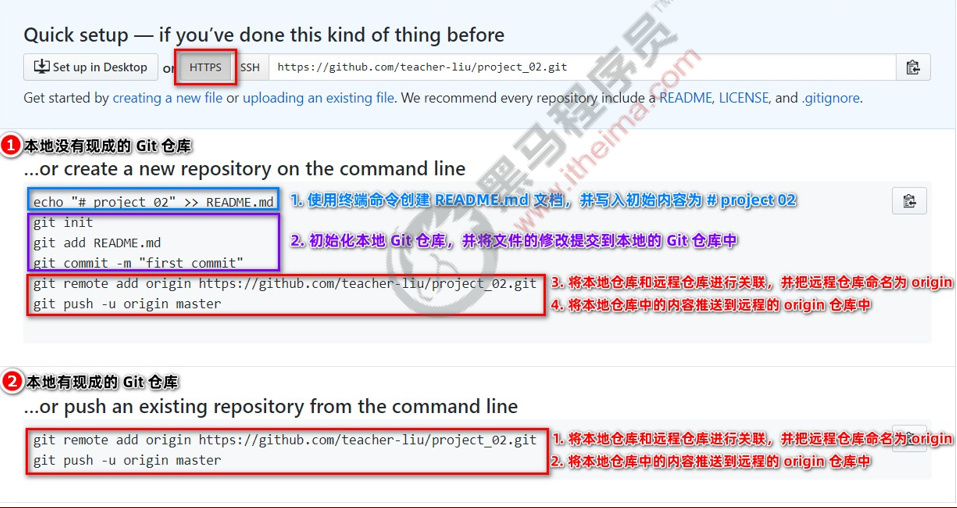 Quick setup — if you’ve done this kind of thing before
Set up in Desktop or HTTPS SSH https://github.com/teacher-liu/project_02.git
Get started by creating a new file or uploading an existing file. We recommend every repository include a README, LICENSE, and .gitignore.
1 本地没有现成的 Git 仓库
...or create a new repository on the command line
echo "# project_02" >> README.md 1. 使用终端命令创建 README.md 文档，并写入初始内容为 # project 02
git init
git add README.md 2. 初始化本地 Git 仓库，并将文件的修改提交到本地的 Git 仓库中
git commit -m "first commit"
git remote add origin https://github.com/teacher-liu/project_02.git 3. 将本地仓库和远程仓库进行关联，并把远程仓库命名为 origin
git push -u origin master 4. 将本地仓库中的内容推送到远程的 origin 仓库中
2 本地有现成的 Git 仓库
...or push an existing repository from the command line
git remote add origin https://github.com/teacher-liu/project_02.git 1. 将本地仓库和远程仓库进行关联，并把远程仓库命名为 origin
git push -u origin master 2. 将本地仓库中的内容推送到远程的 origin 仓库中
黑马程序员™
www.itheima.com